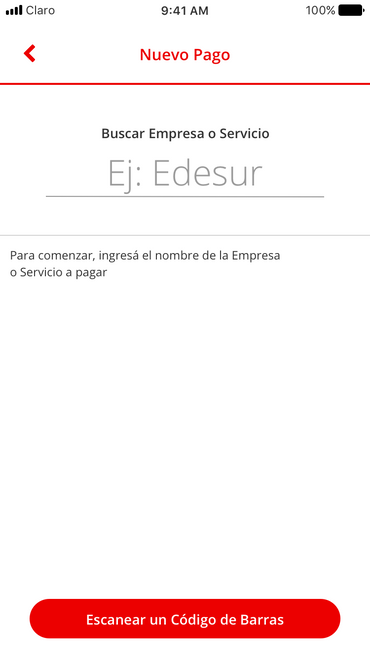 Claro 9:41 AM 100%
Nuevo Pago
Buscar Empresa o Servicio
Ej: Edesur
Para comenzar, ingresá el nombre de la Empresa
o Servicio a pagar
Escanear un Código de Barras